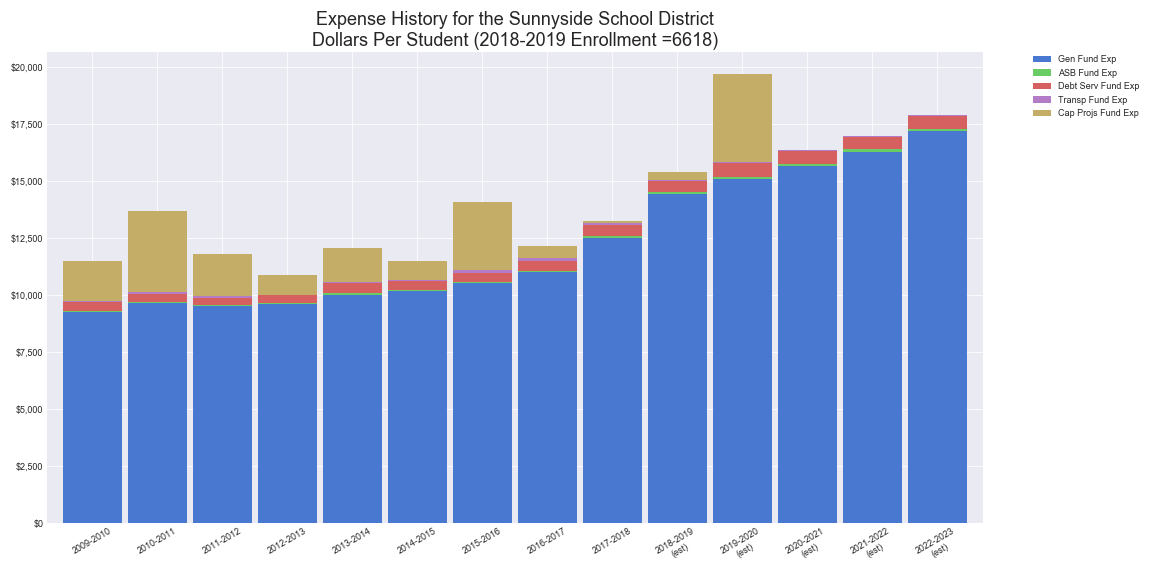 Expense History for the Sunnyside School District
Dollars Per Student (2018-2019 Enrollment =6618)
$20,000
$17,500
$15,000
$12,500
$10,000
$7,500
$5,000
$2,500
$0
2009-2010
2010-2011
2011-2012
2012-2013
2013-2014
2014-2015
2015-2016
2016-2017
2017-2018
2018-2019
(est)
2019-2020
(est)
2020-2021
(est)
2021-2022
(est)
2022-2023
(est)
Gen Fund Exp
ASB Fund Exp
Debt Serv Fund Exp
Transp Fund Exp
Cap Projs Fund Exp